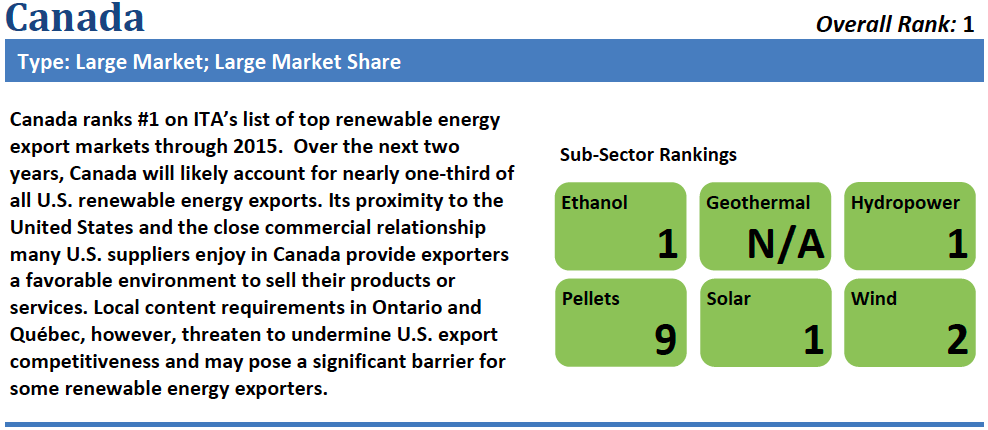 Canada
Overall Rank: 1
Type: Large Market; Large Market Share
Canada ranks #1 on ITA's list of top renewable energy
export markets through 2015.  Over the next two
years, Canada will likely account for nearly one-third of
all U.S. renewable energy exports. Its proximity to the
United States and the close commercial relationship
many U.S. suppliers enjoy in Canada provide exporters
a favorable environment to sell their products or
services. Local content requirements in Ontario and
Québec, however, threaten to undermine U.S. export
competitiveness and may pose a significant barrier for
some renewable energy exporters.
Sub-Sector Rankings
Ethanol
1
Geothermal
N/A
Hydropower
1
Pellets
9
Solar
1
Wind
2